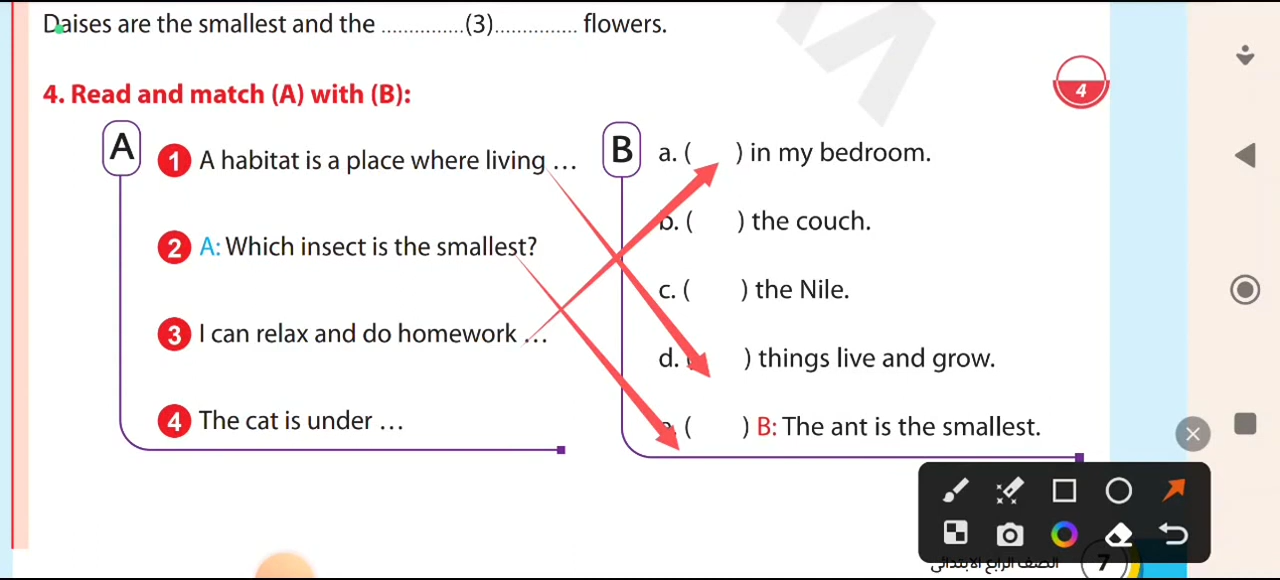 Daises are the smallest and the ...............(3)............... flowers.
4. Read and match (A) with (B):
4
A
1 A habitat is a place where living ...
2 A: Which insect is the smallest?
3 I can relax and do homework ...
4 The cat is under ...
B
a. ( ) in my bedroom.
b. ( ) the couch.
c. ( ) the Nile.
d. ( ) things live and grow.
e. ( ) B: The ant is the smallest.
الصف الرابع الابتدائى
7